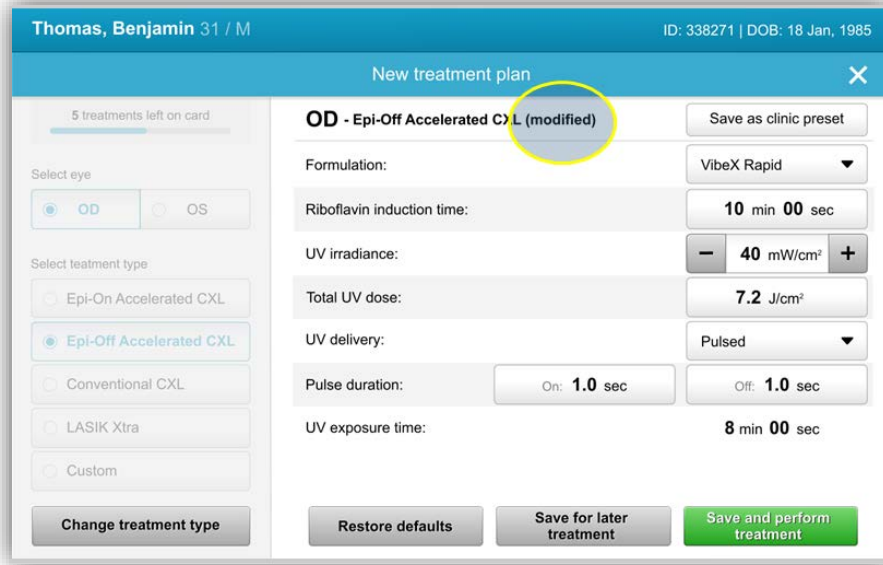 Thomas, Benjamin 31 / M
ID: 338271 | DOB: 18 Jan, 1985
New treatment plan
5 treatments left on card
Select eye
OD
OS
Select teatment type
Epi-On Accelerated CXL
Epi-Off Accelerated CXL
Conventional CXL
LASIK Xtra
Custom
Change treatment type
OD - Epi-Off Accelerated CXL (modified)
Save as clinic preset
Formulation:
VibeX Rapid
Riboflavin induction time:
10 min 00 sec
UV irradiance:
− 40 mW/cm² +
Total UV dose:
7.2 J/cm²
UV delivery:
Pulsed
Pulse duration:
On: 1.0 sec
Off: 1.0 sec
UV exposure time:
8 min 00 sec
Restore defaults
Save for later
treatment
Save and perform
treatment